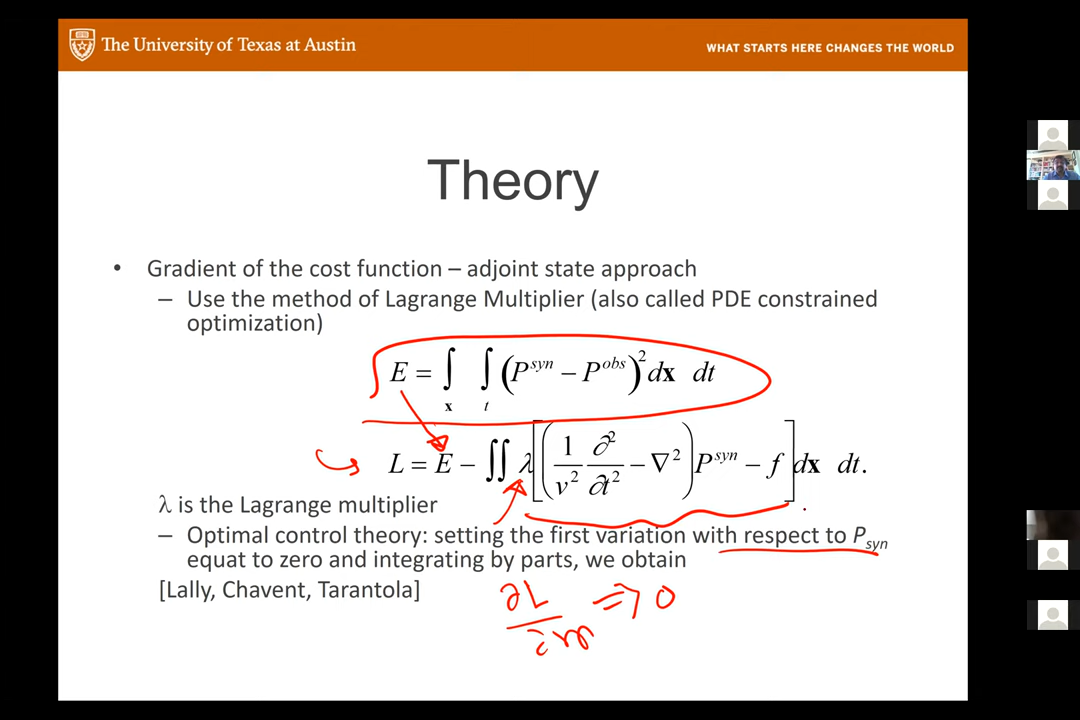 The University of Texas at Austin
WHAT STARTS HERE CHANGES THE WORLD
Theory
• Gradient of the cost function – adjoint state approach
– Use the method of Lagrange Multiplier (also called PDE constrained
optimization)
E = ∫_x ∫_t (P^syn − P^obs)^2 dx dt
L = E − ∬ λ[(1/v^2 ∂^2/∂t^2 − ∇^2) P^syn − f] dx dt.
λ is the Lagrange multiplier
– Optimal control theory: setting the first variation with respect to P_syn
equat to zero and integrating by parts, we obtain
[Lally, Chavent, Tarantola]
∂L/∂m ⇒ 0